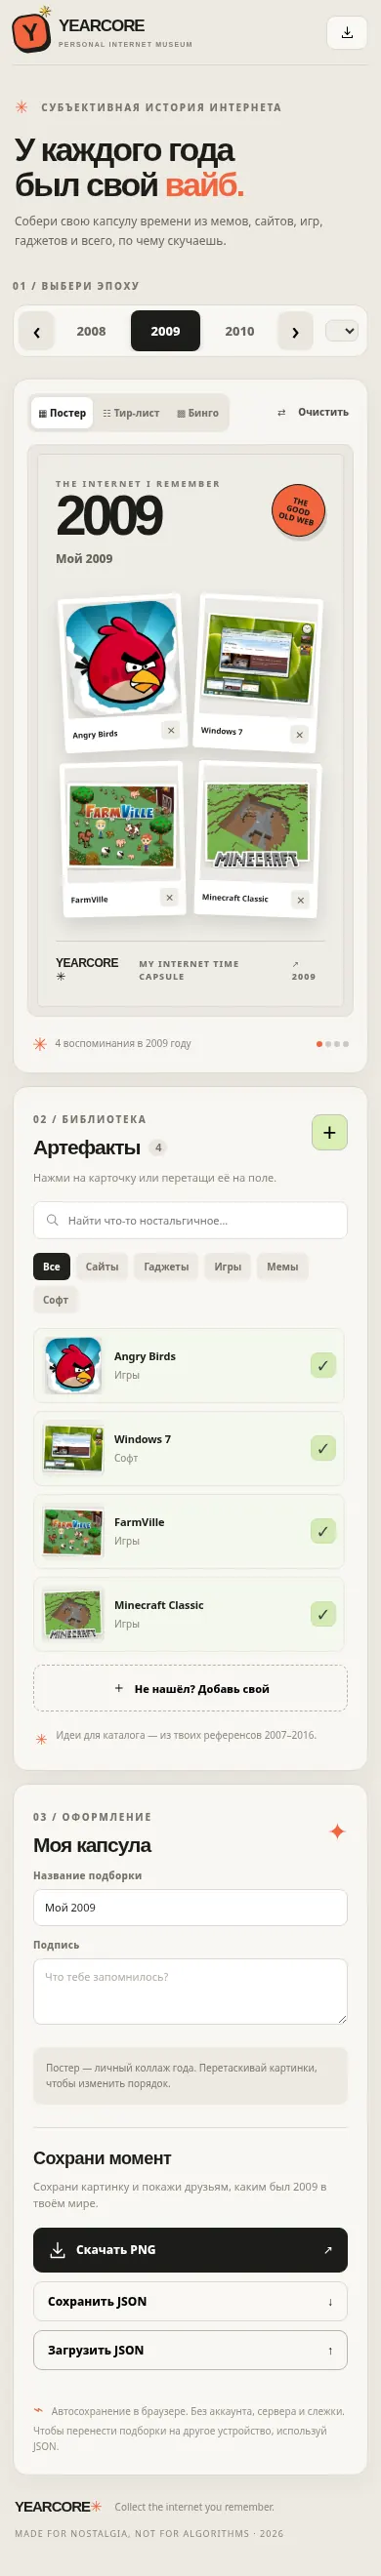 Y
YEARCORE
PERSONAL INTERNET MUSEUM
СУБЪЕКТИВНАЯ ИСТОРИЯ ИНТЕРНЕТА
У каждого года
был свой вайб.
Собери свою капсулу времени из мемов, сайтов, игр,
гаджетов и всего, по чему скучаешь.
01 / ВЫБЕРИ ЭПОХУ
‹ 2008 2009 2010 ›
Постер Тир-лист Бинго ⇄ Очистить
THE INTERNET I REMEMBER
2009
THE
GOOD
OLD WEB
Мой 2009
Angry Birds ×
Windows 7 ×
FARMVILLE
MINECRAFT
FarmVille ×
Minecraft Classic ×
YEARCORE ✳
MY INTERNET TIME
CAPSULE
↗
2009
4 воспоминания в 2009 году
02 / БИБЛИОТЕКА
Артефакты 4
+
Нажми на карточку или перетащи её на поле.
Найти что-то ностальгичное...
Все Сайты Гаджеты Игры Мемы
Софт
Angry Birds
Игры
✓
Windows 7
Софт
✓
FARMVILLE
FarmVille
Игры
✓
MINECRAFT
Minecraft Classic
Игры
✓
+ Не нашёл? Добавь свой
Идеи для каталога — из твоих референсов 2007–2016.
03 / ОФОРМЛЕНИЕ
Моя капсула
Название подборки
Мой 2009
Подпись
Что тебе запомнилось?
Постер — личный коллаж года. Перетаскивай картинки,
чтобы изменить порядок.
Сохрани момент
Сохрани картинку и покажи друзьям, каким был 2009 в
твоём мире.
Скачать PNG ↗
Сохранить JSON ↓
Загрузить JSON ↑
Автосохранение в браузере. Без аккаунта, сервера и слежки.
Чтобы перенести подборки на другое устройство, используй
JSON.
YEARCORE✳ Collect the internet you remember.
MADE FOR NOSTALGIA, NOT FOR ALGORITHMS · 2026